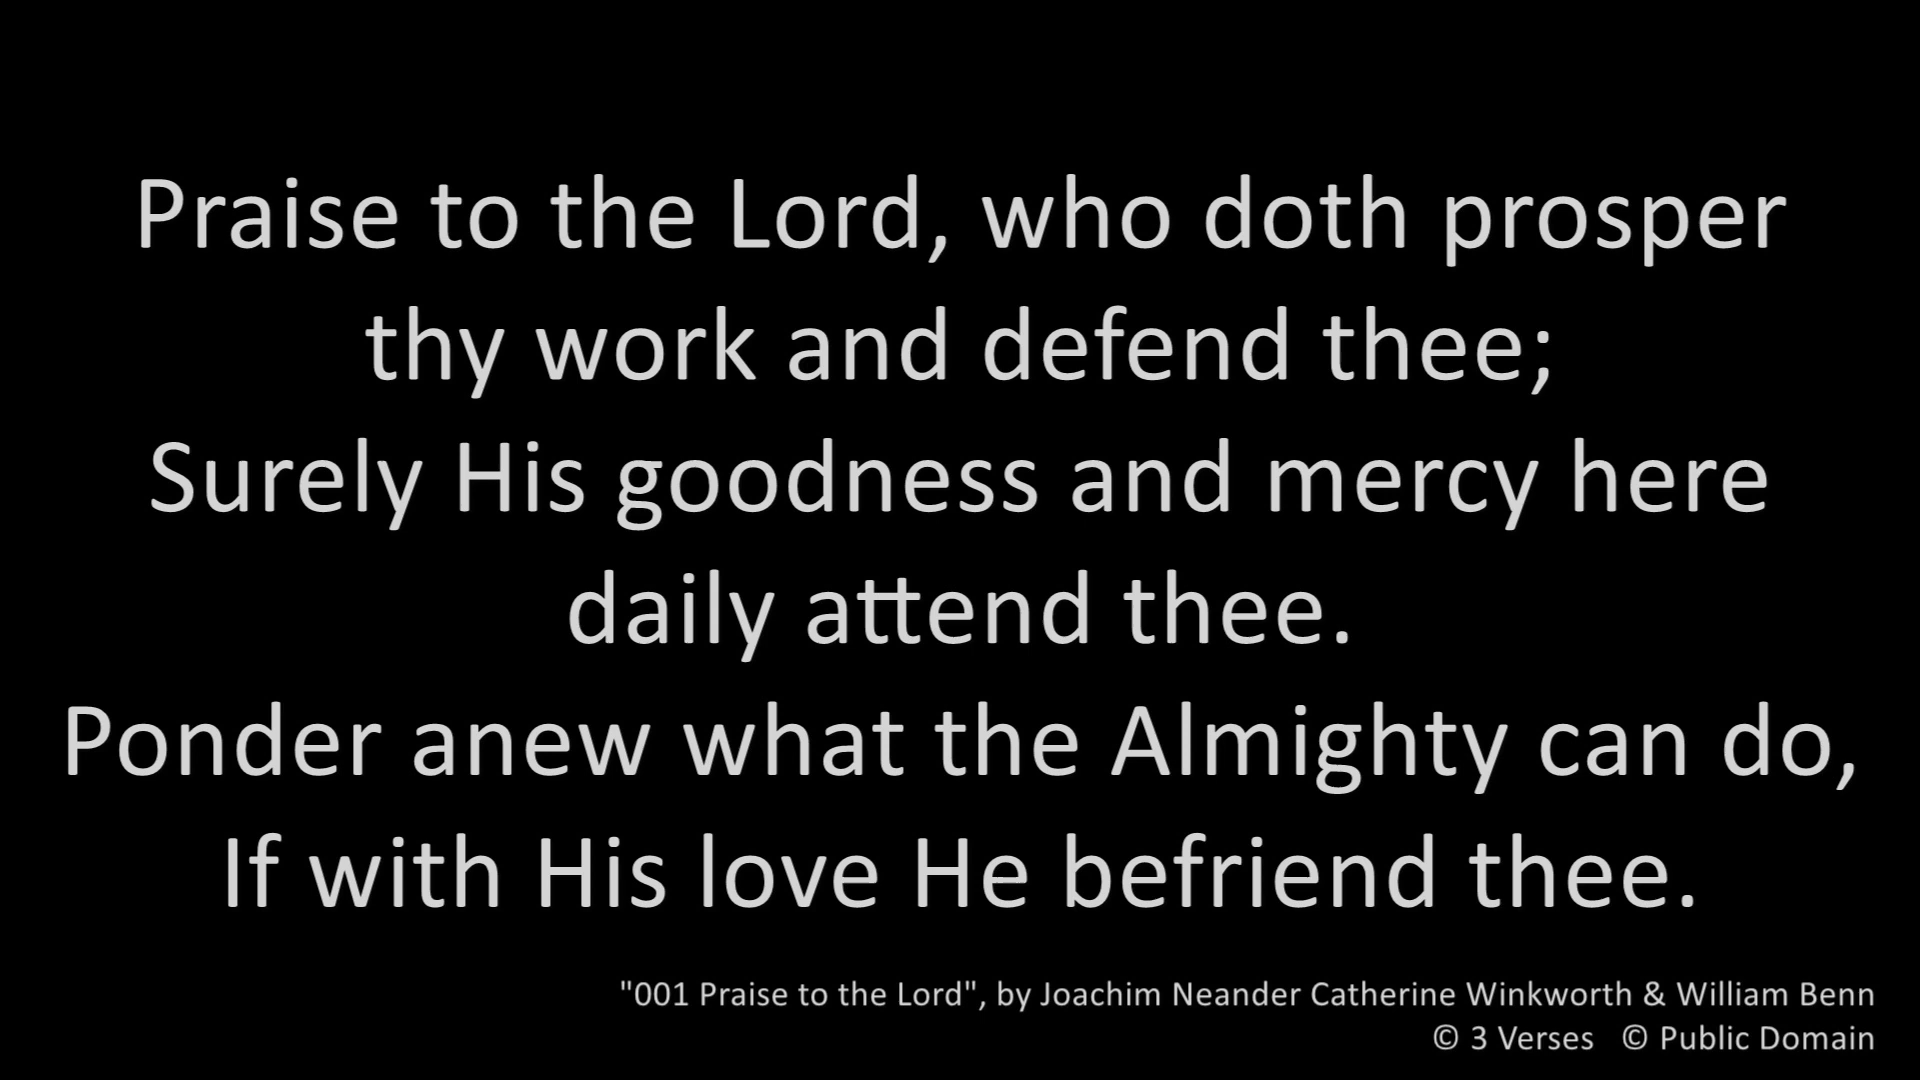 Praise to the Lord, who doth prosper
thy work and defend thee;
Surely His goodness and mercy here
daily attend thee.
Ponder anew what the Almighty can do,
If with His love He befriend thee.
"001 Praise to the Lord", by Joachim Neander Catherine Winkworth & William Benn
© 3 Verses   © Public Domain